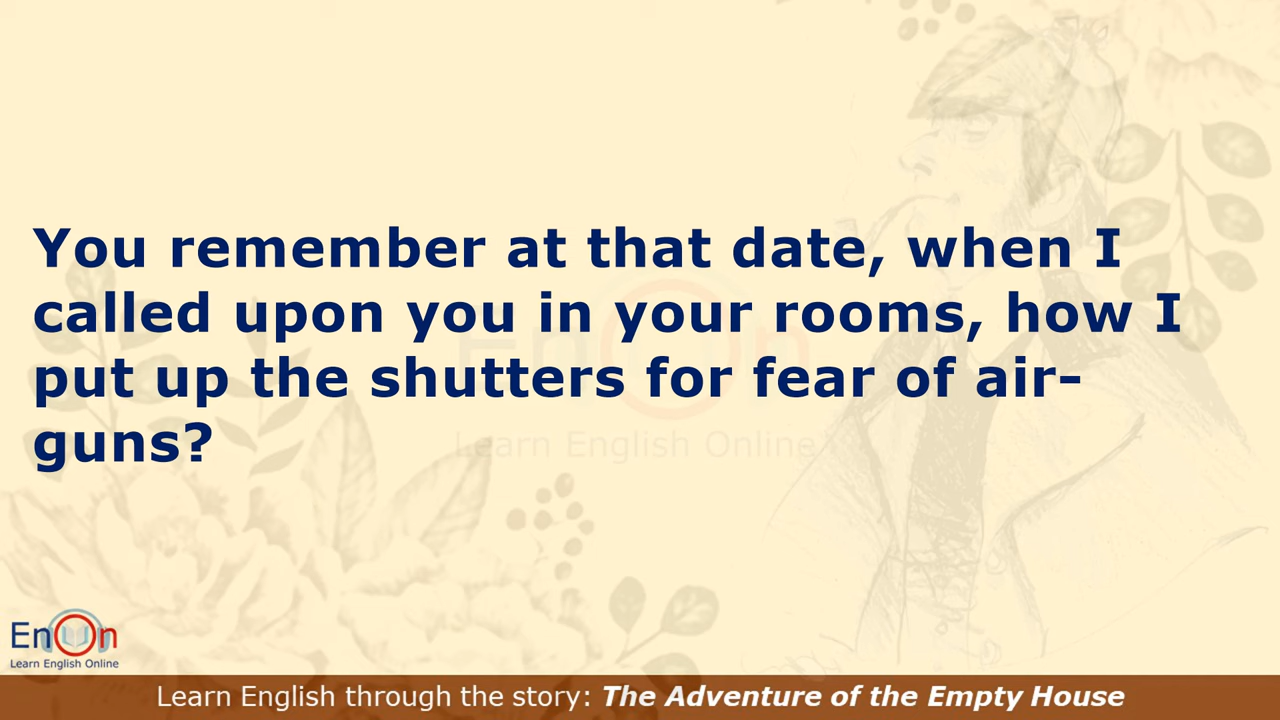 You remember at that date, when I
called upon you in your rooms, how I
put up the shutters for fear of air-
guns?
EnOn
Learn English Online
EnOn
Learn English Online
Learn English through the story: The Adventure of the Empty House